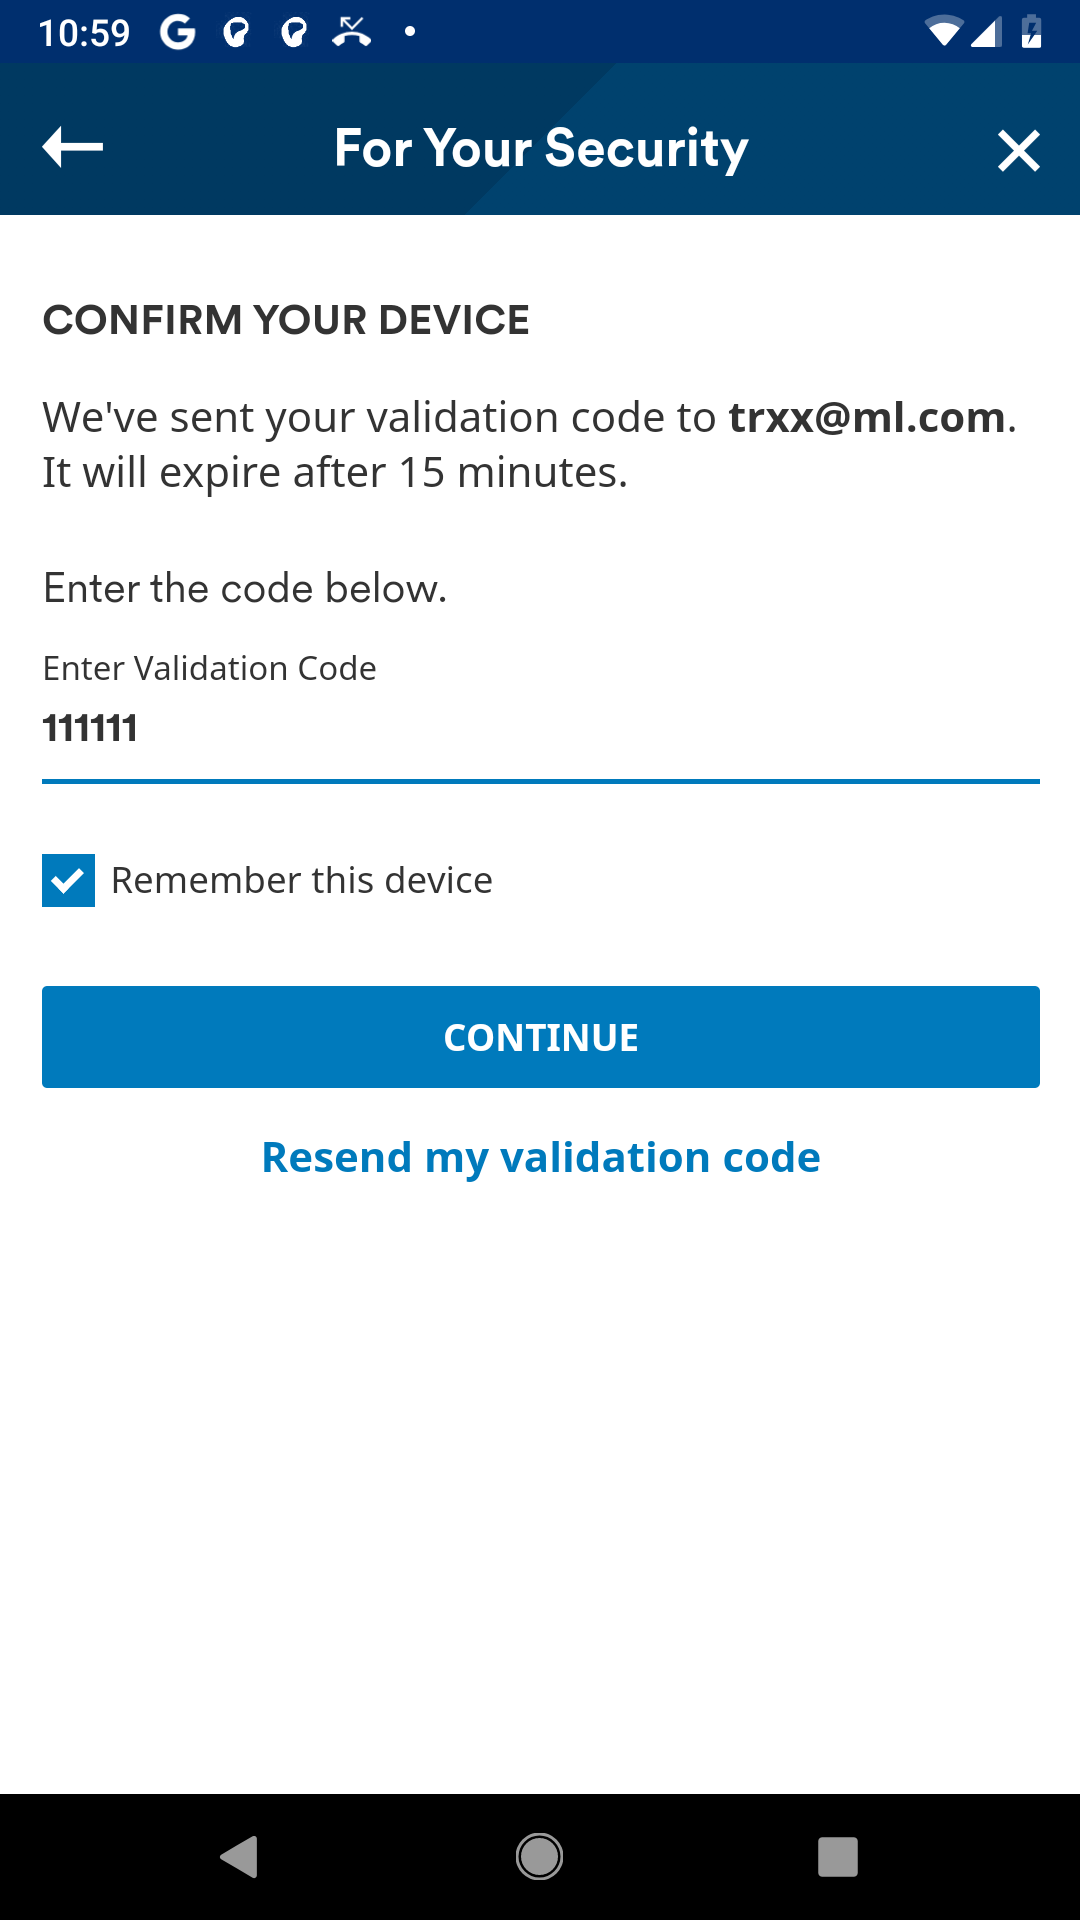 10:59
For Your Security
CONFIRM YOUR DEVICE
We've sent your validation code to trxx@ml.com.
It will expire after 15 minutes.
Enter the code below.
Enter Validation Code
111111
Remember this device
CONTINUE
Resend my validation code